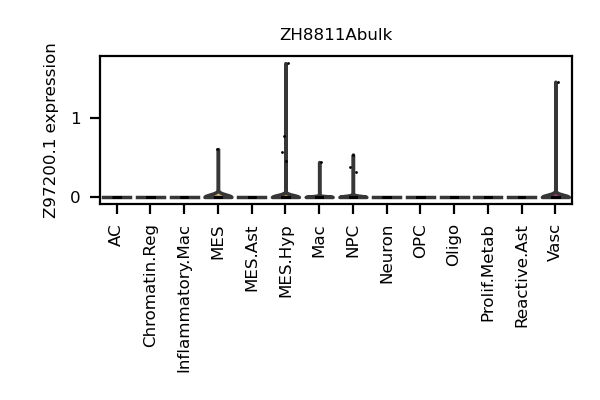 ZH8811Abulk
Z97200.1 expression
1
0
AC
Chromatin.Reg
Inflammatory.Mac
MES
MES.Ast
MES.Hyp
Mac
NPC
Neuron
OPC
Oligo
Prolif.Metab
Reactive.Ast
Vasc